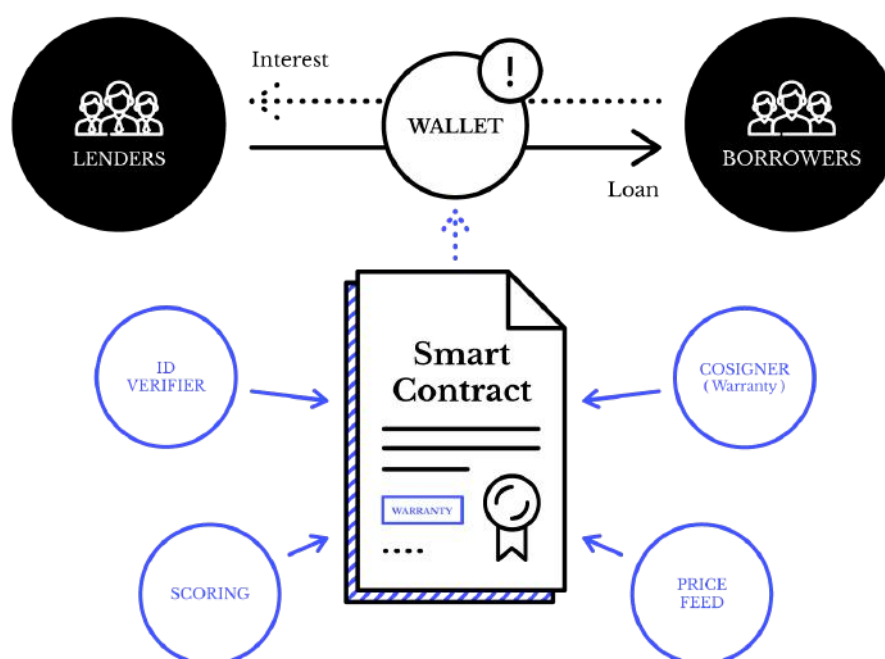 Interest
!
WALLET
LENDERS
BORROWERS
Loan
Smart
Contract
ID
VERIFIER
COSIGNER
( Warranty )
WARRANTY
SCORING
PRICE
FEED